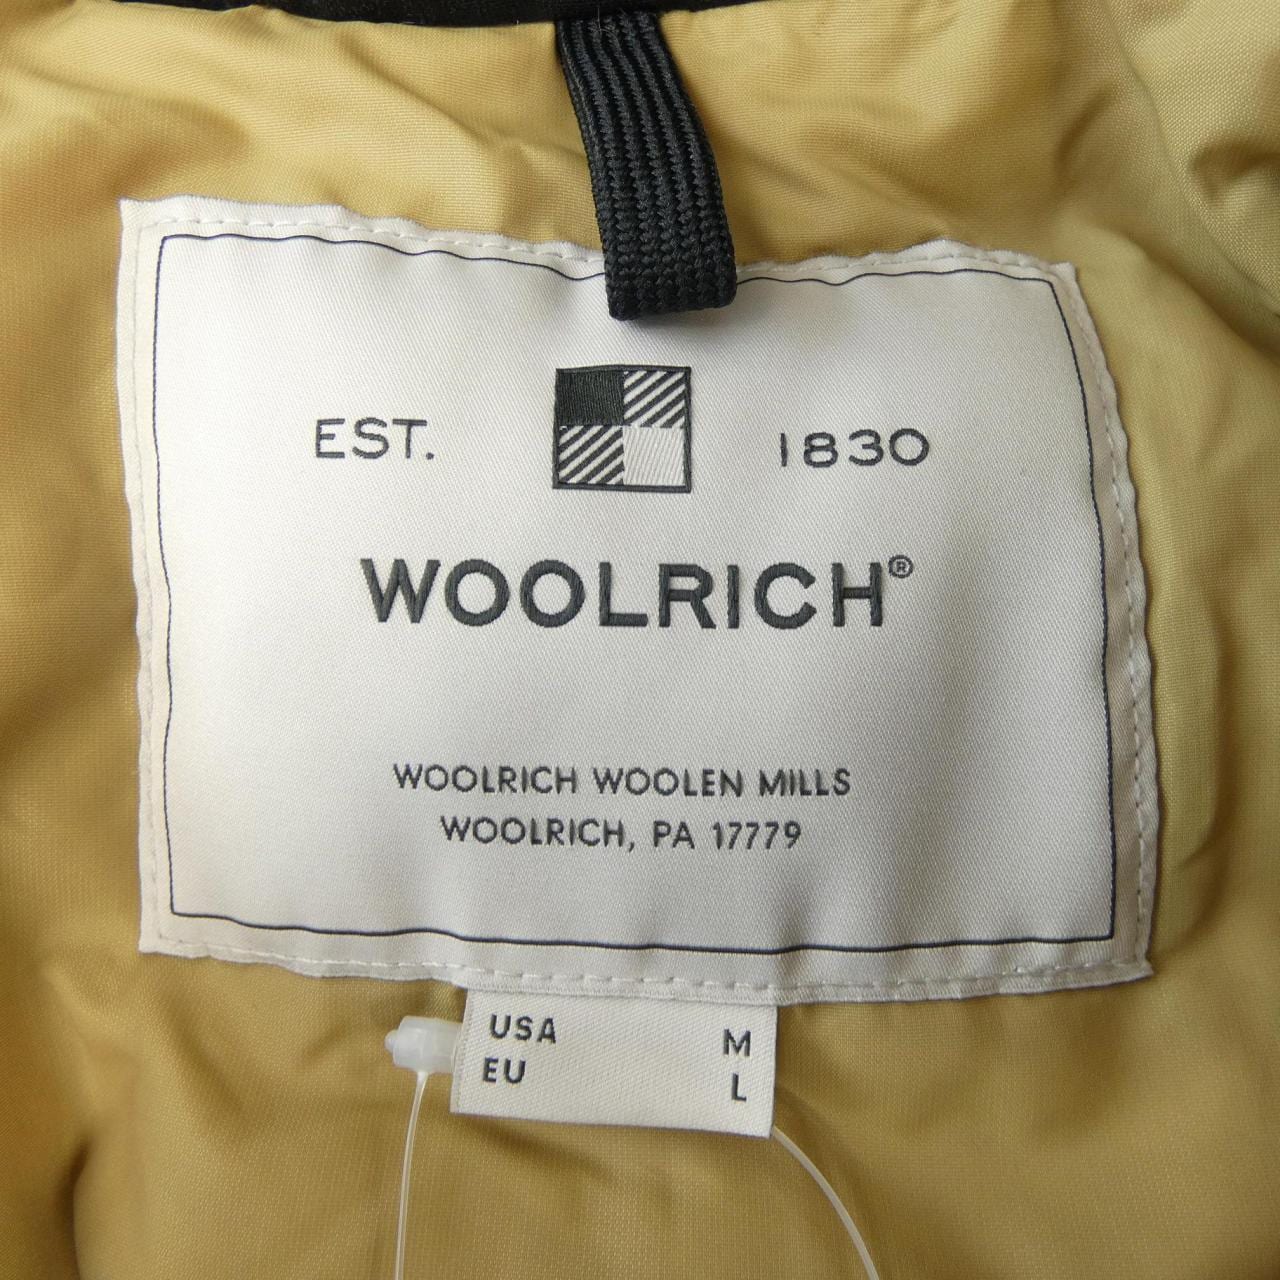 EST. 1830
WOOLRICH®
WOOLRICH WOOLEN MILLS
WOOLRICH, PA 17779
USA M
EU L